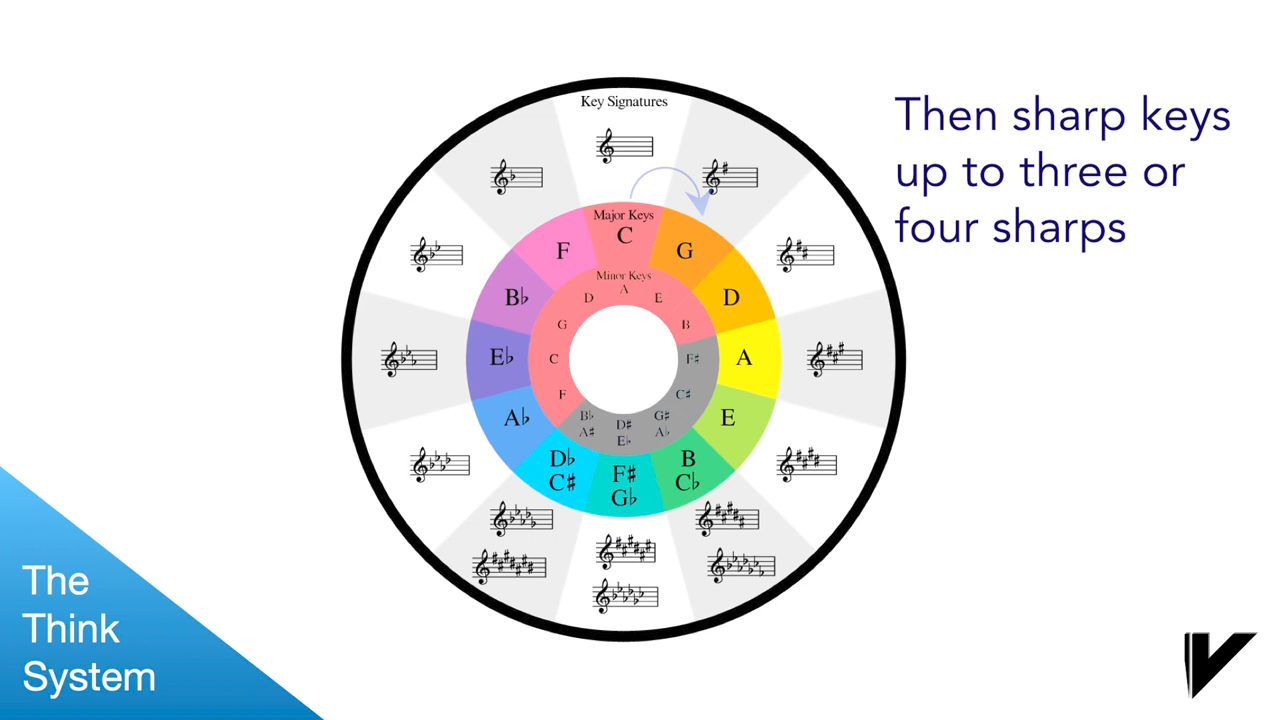 Then sharp keys
up to three or
four sharps
Key Signatures
Major Keys
C
G
D
A
E
B
C♭
F♯
G♭
D♭
C♯
A♭
E♭
B♭
F
Minor Keys
A
E
B
F♯
C♯
G♯
A♭
D♯
E♭
B♭
A♯
F
C
G
D
The
Think
System